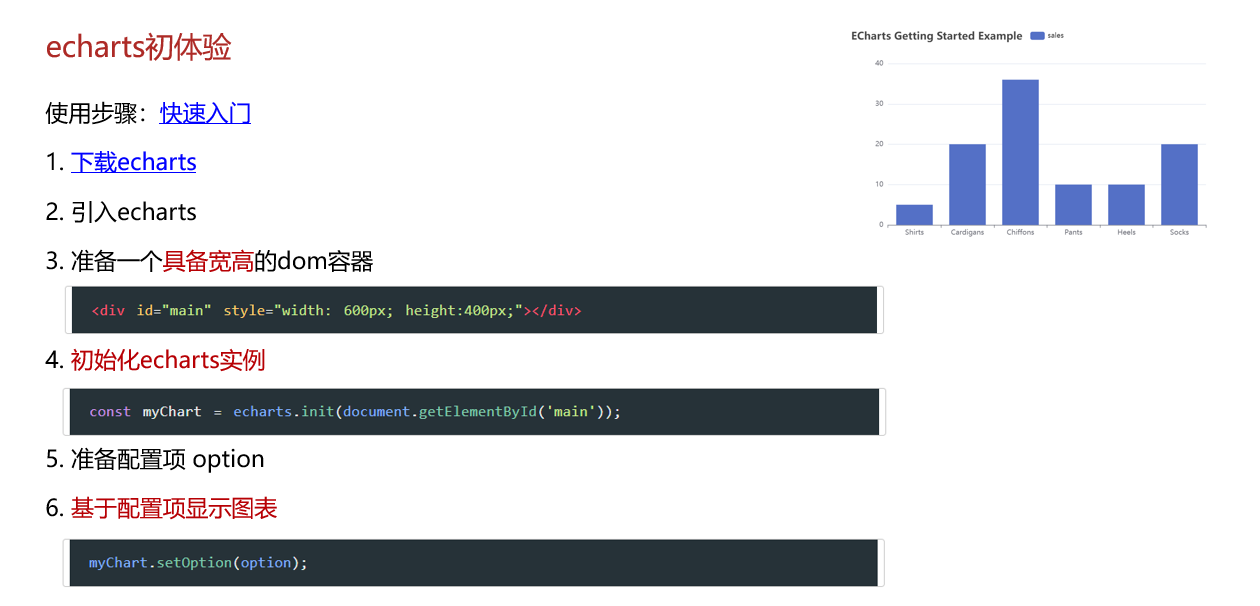 echarts初体验
使用步骤：快速入门
1. 下载echarts
2. 引入echarts
3. 准备一个具备宽高的dom容器
<div id="main" style="width: 600px; height:400px;"></div>
4. 初始化echarts实例
const myChart = echarts.init(document.getElementById('main'));
5. 准备配置项 option
6. 基于配置项显示图表
myChart.setOption(option);
ECharts Getting Started Example sales
40
30
20
10
0
Shirts Cardigans Chiffons Pants Heels Socks